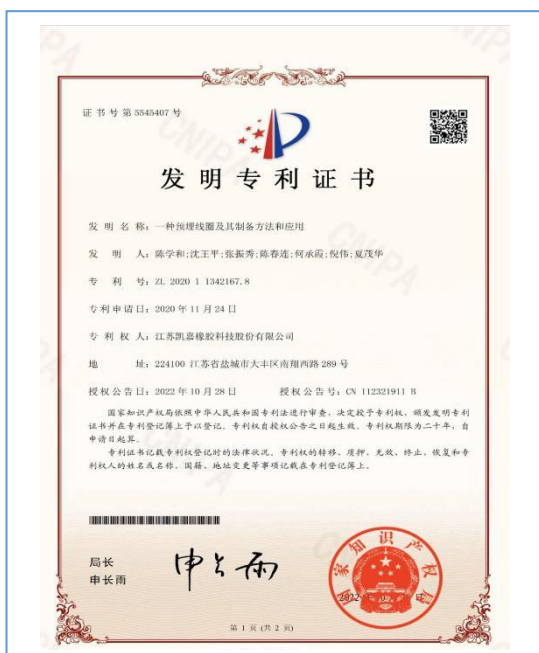 证书号第5545407号
发明专利证书
发明名称：一种预埋线圈及其制备方法和应用
发明人：陈学和;沈王平;张振秀;陈春连;何承霞;倪伟;夏茂华
专利号：ZL 2020 1 1342167.8
专利申请日：2020年11月24日
专利权人：江苏凯嘉橡胶科技股份有限公司
地址：224100 江苏省盐城市大丰区南翔西路289号
授权公告日：2022年10月28日 授权公告号：CN 112321911 B
国家知识产权局依照中华人民共和国专利法进行审查，决定授予专利权，颁发发明专利
证书并在专利登记簿上予以登记。专利权自授权公告之日起生效。专利权期限为二十年，自
申请日起算。
专利证书记载专利权登记时的法律状况。专利权的转移、质押、无效、终止、恢复和专
利权人的姓名或名称、国籍、地址变更等事项记载在专利登记簿上。
局长
申长雨
申长雨
国家知识产权局
第 1 页 (共 2 页)
CNIPA